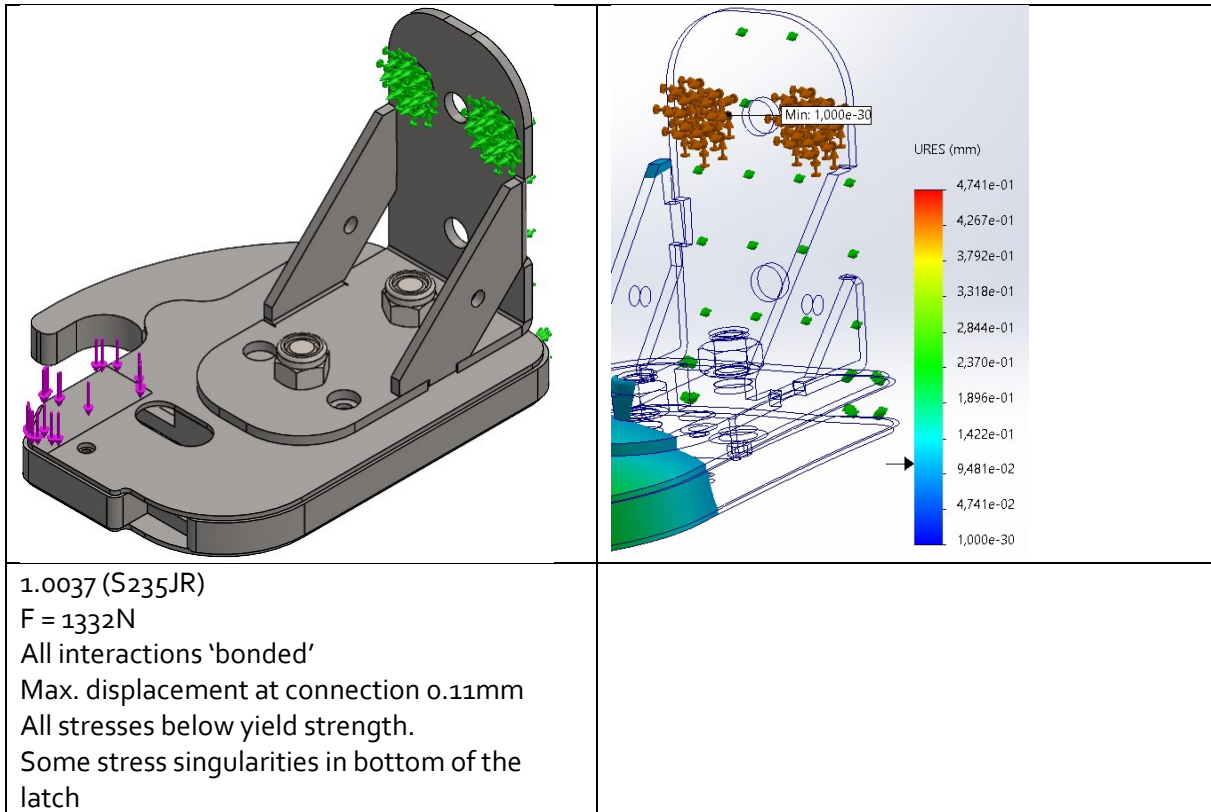 Min: 1,000e-30
URES (mm)
4,741e-01
4,267e-01
3,792e-01
3,318e-01
2,844e-01
2,370e-01
1,896e-01
1,422e-01
9,481e-02
4,741e-02
1,000e-30
1.0037 (S235JR)
F = 1332N
All interactions ‘bonded’
Max. displacement at connection 0.11mm
All stresses below yield strength.
Some stress singularities in bottom of the
latch